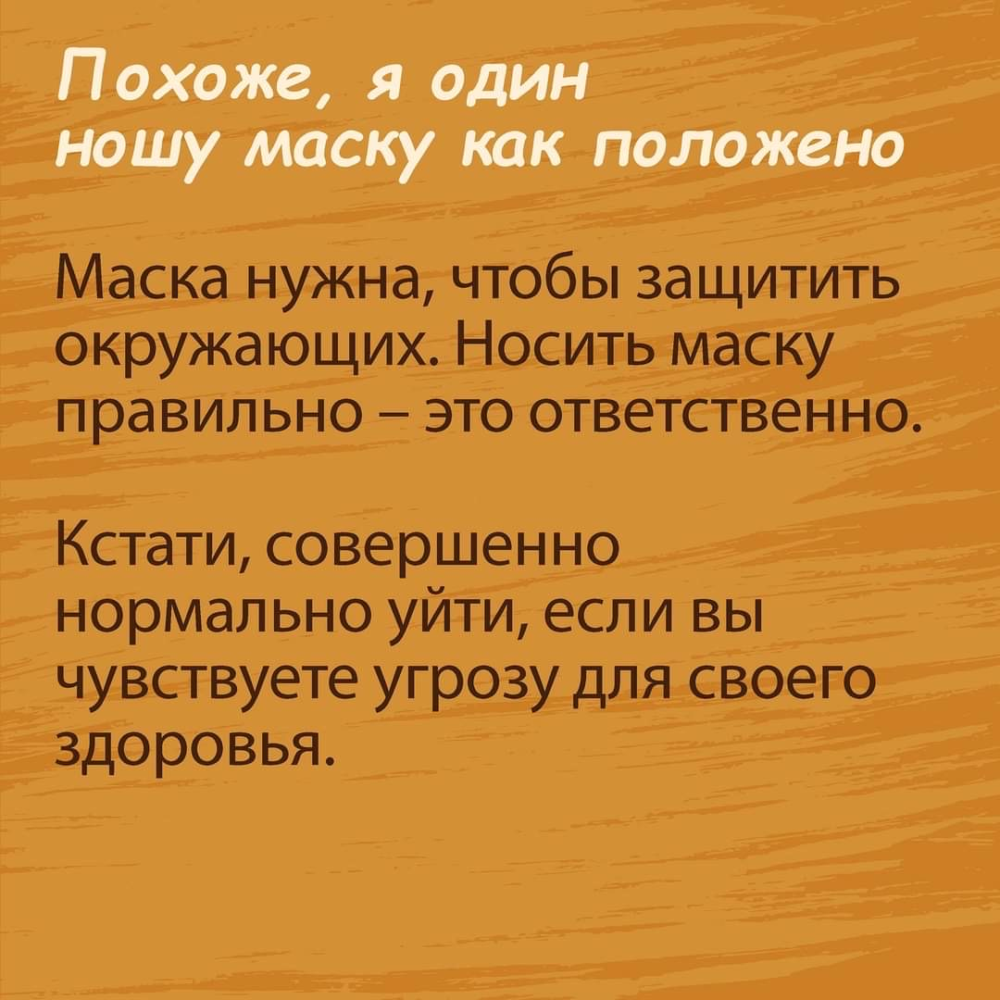 Похоже, я один
ношу маску как положено
Маска нужна, чтобы защитить
окружающих. Носить маску
правильно – это ответственно.
Кстати, совершенно
нормально уйти, если вы
чувствуете угрозу для своего
здоровья.